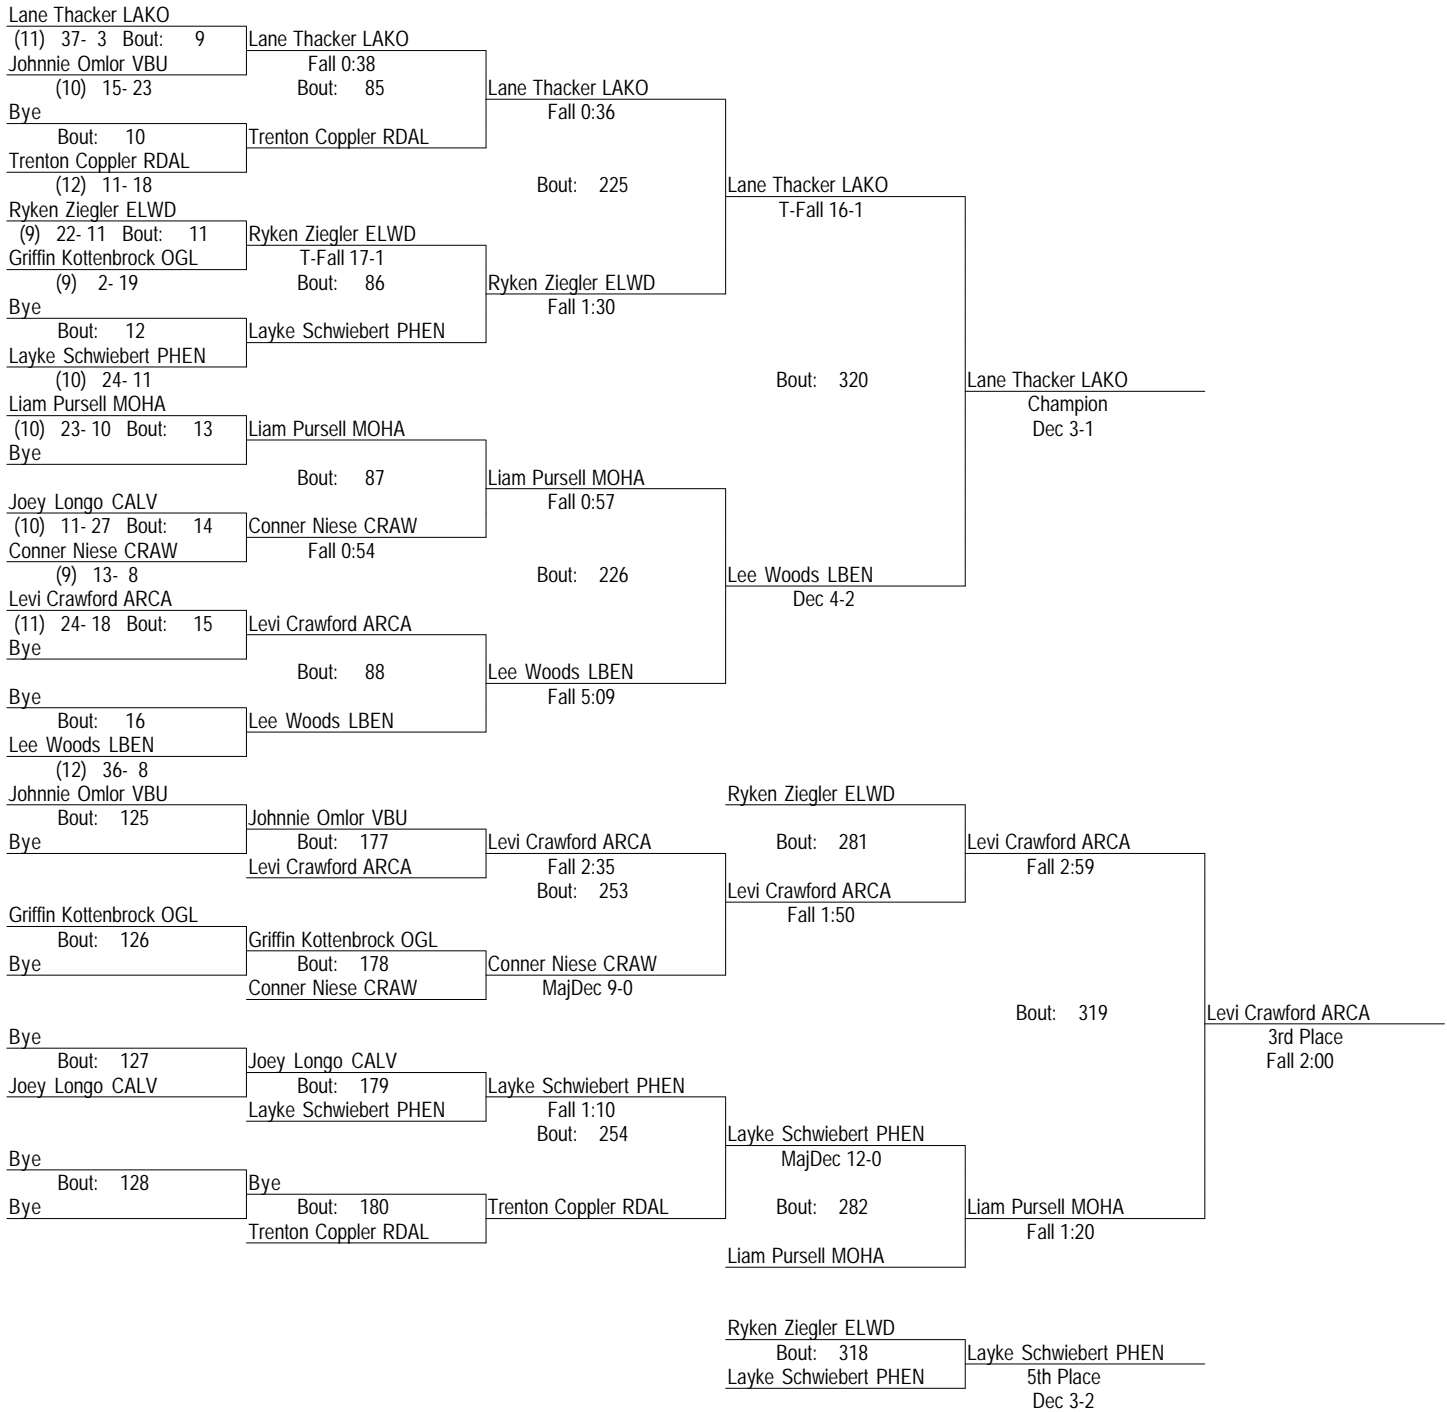 Lane Thacker LAKO
(11) 37- 3 Bout: 9
Johnnie Omlor VBU
(10) 15- 23
Bye
Bout: 10
Trenton Coppler RDAL
(12) 11- 18
Ryken Ziegler ELWD
(9) 22- 11 Bout: 11
Griffin Kottenbrock OGL
(9) 2- 19
Bye
Bout: 12
Layke Schwiebert PHEN
(10) 24- 11
Liam Pursell MOHA
(10) 23- 10 Bout: 13
Bye
Joey Longo CALV
(10) 11- 27 Bout: 14
Conner Niese CRAW
(9) 13- 8
Levi Crawford ARCA
(11) 24- 18 Bout: 15
Bye
Bye
Bout: 16
Lee Woods LBEN
(12) 36- 8
Lane Thacker LAKO
Fall 0:38
Bout: 85
Trenton Coppler RDAL
Ryken Ziegler ELWD
T-Fall 17-1
Bout: 86
Layke Schwiebert PHEN
Liam Pursell MOHA
Bout: 87
Conner Niese CRAW
Fall 0:54
Levi Crawford ARCA
Bout: 88
Lee Woods LBEN
Lane Thacker LAKO
Fall 0:36
Bout: 225
Ryken Ziegler ELWD
Fall 1:30
Liam Pursell MOHA
Fall 0:57
Bout: 226
Lee Woods LBEN
Fall 5:09
Lane Thacker LAKO
T-Fall 16-1
Bout: 320
Lee Woods LBEN
Dec 4-2
Lane Thacker LAKO
Champion
Dec 3-1
Johnnie Omlor VBU
Bout: 125
Bye
Griffin Kottenbrock OGL
Bout: 126
Bye
Bye
Bout: 127
Joey Longo CALV
Bye
Bout: 128
Bye
Johnnie Omlor VBU
Bout: 177
Levi Crawford ARCA
Griffin Kottenbrock OGL
Bout: 178
Conner Niese CRAW
Joey Longo CALV
Bout: 179
Layke Schwiebert PHEN
Bye
Bout: 180
Trenton Coppler RDAL
Levi Crawford ARCA
Fall 2:35
Bout: 253
Conner Niese CRAW
MajDec 9-0
Layke Schwiebert PHEN
Fall 1:10
Bout: 254
Trenton Coppler RDAL
Ryken Ziegler ELWD
Bout: 281
Levi Crawford ARCA
Fall 1:50
Layke Schwiebert PHEN
MajDec 12-0
Bout: 282
Liam Pursell MOHA
Levi Crawford ARCA
Fall 2:59
Bout: 319
Liam Pursell MOHA
Fall 1:20
Levi Crawford ARCA
3rd Place
Fall 2:00
Ryken Ziegler ELWD
Bout: 318
Layke Schwiebert PHEN
Layke Schwiebert PHEN
5th Place
Dec 3-2